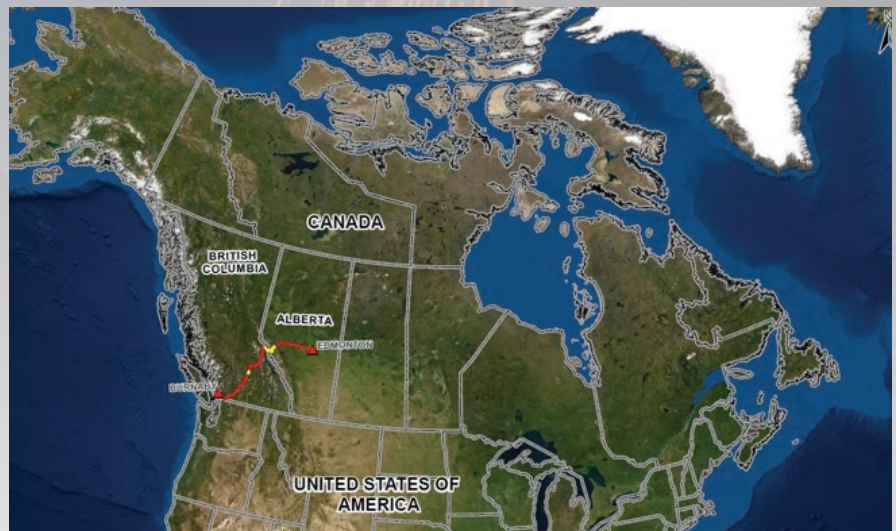 CANADA
BRITISH
COLUMBIA
ALBERTA
EDMONTON
BURNABY
UNITED STATES OF
AMERICA